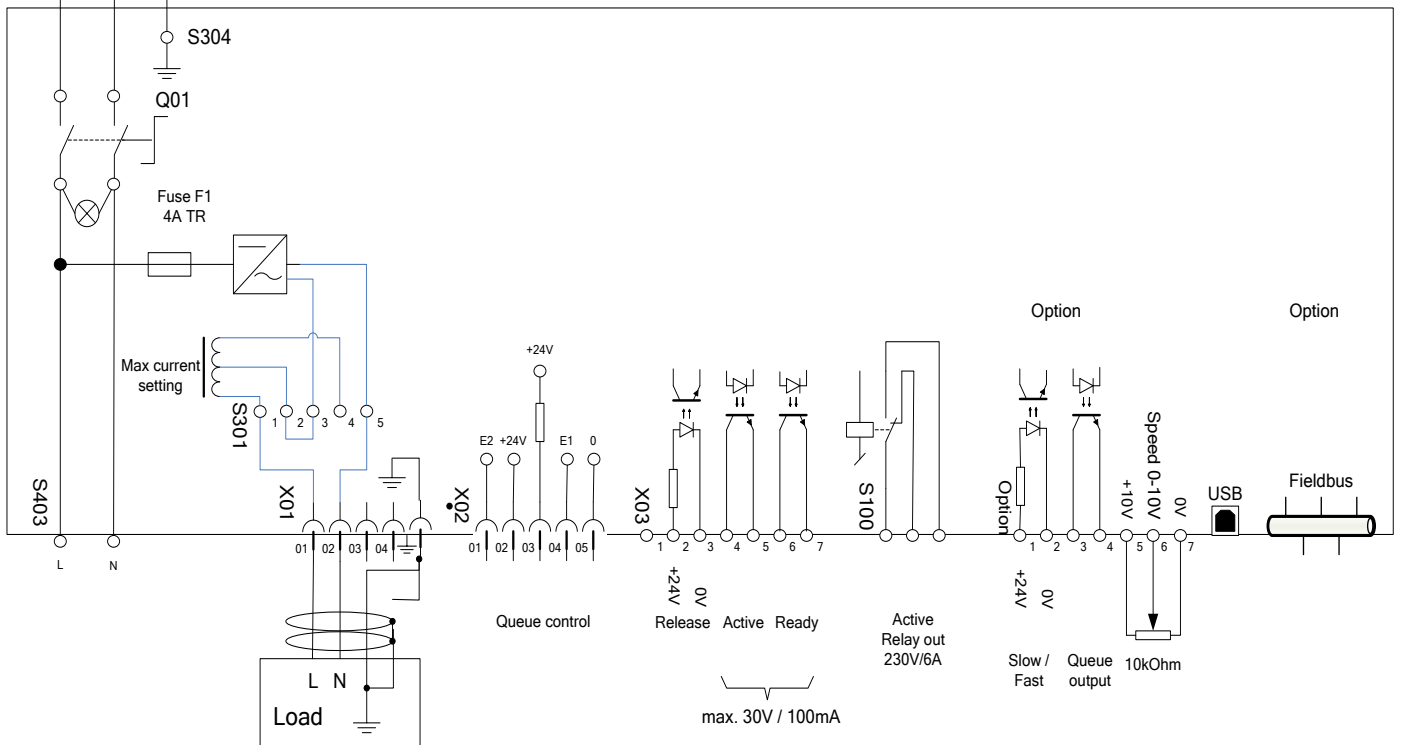 S304
Q01
Fuse F1
4A TR
Option
Option
Max current
setting
+24V
S301
1
2
3
4
5
E2
+24V
E1
0
S403
X01
X02
X03
S100
Option
+10V
Speed 0-10V
0V
USB
Fieldbus
L
N
01
02
03
04
01
02
03
04
05
1
2
3
4
5
6
7
1
2
3
4
5
6
7
+24V
0V
+24V
0V
Queue control
Release
Active
Ready
Active
Relay out
230V/6A
Slow /
Fast
Queue
output
10kOhm
L N
Load
max. 30V / 100mA